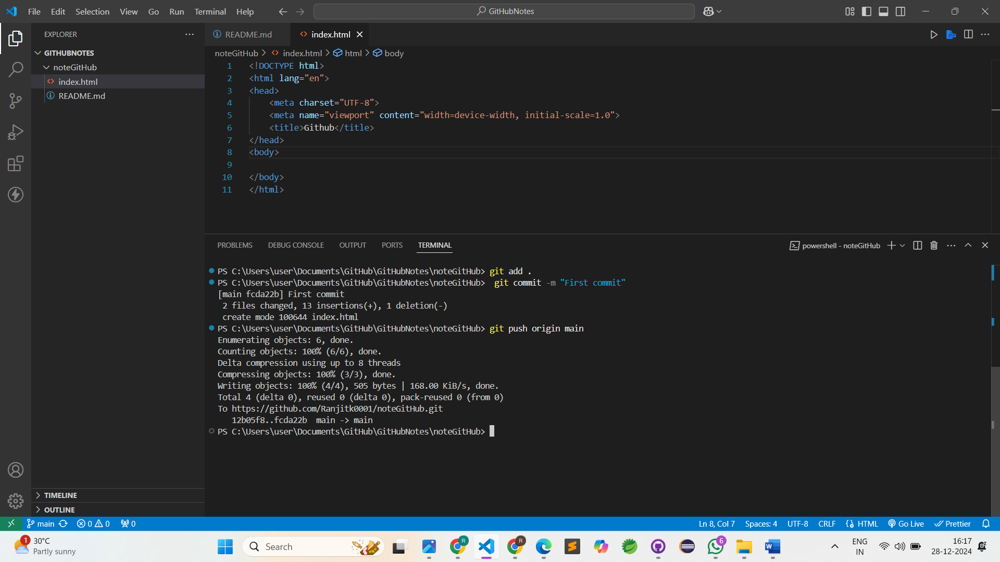 File Edit Selection View Go Run Terminal Help
GitHubNotes
EXPLORER
GITHUBNOTES
noteGitHub
index.html
README.md
README.md index.html
noteGitHub > index.html > html > body
1 <!DOCTYPE html>
2 <html lang="en">
3 <head>
4 <meta charset="UTF-8">
5 <meta name="viewport" content="width=device-width, initial-scale=1.0">
6 <title>Github</title>
7 </head>
8 <body>
9
10 </body>
11 </html>
PROBLEMS DEBUG CONSOLE OUTPUT PORTS TERMINAL
powershell - noteGitHub
PS C:\Users\user\Documents\GitHub\GitHubNotes\noteGitHub> git add .
PS C:\Users\user\Documents\GitHub\GitHubNotes\noteGitHub>  git commit -m "First commit"
[main fcda22b] First commit
 2 files changed, 13 insertions(+), 1 deletion(-)
 create mode 100644 index.html
PS C:\Users\user\Documents\GitHub\GitHubNotes\noteGitHub> git push origin main
Enumerating objects: 6, done.
Counting objects: 100% (6/6), done.
Delta compression using up to 8 threads
Compressing objects: 100% (3/3), done.
Writing objects: 100% (4/4), 505 bytes | 168.00 KiB/s, done.
Total 4 (delta 0), reused 0 (delta 0), pack-reused 0 (from 0)
To https://github.com/Ranjitk0001/noteGitHub.git
   12b05f8..fcda22b  main -> main
PS C:\Users\user\Documents\GitHub\GitHubNotes\noteGitHub>
TIMELINE
OUTLINE
main 0 0 0
Ln 8, Col 7 Spaces: 4 UTF-8 CRLF {} HTML Go Live Prettier
1
30°C
Partly sunny
Search
R
R
6
ENG
IN
16:17
28-12-2024